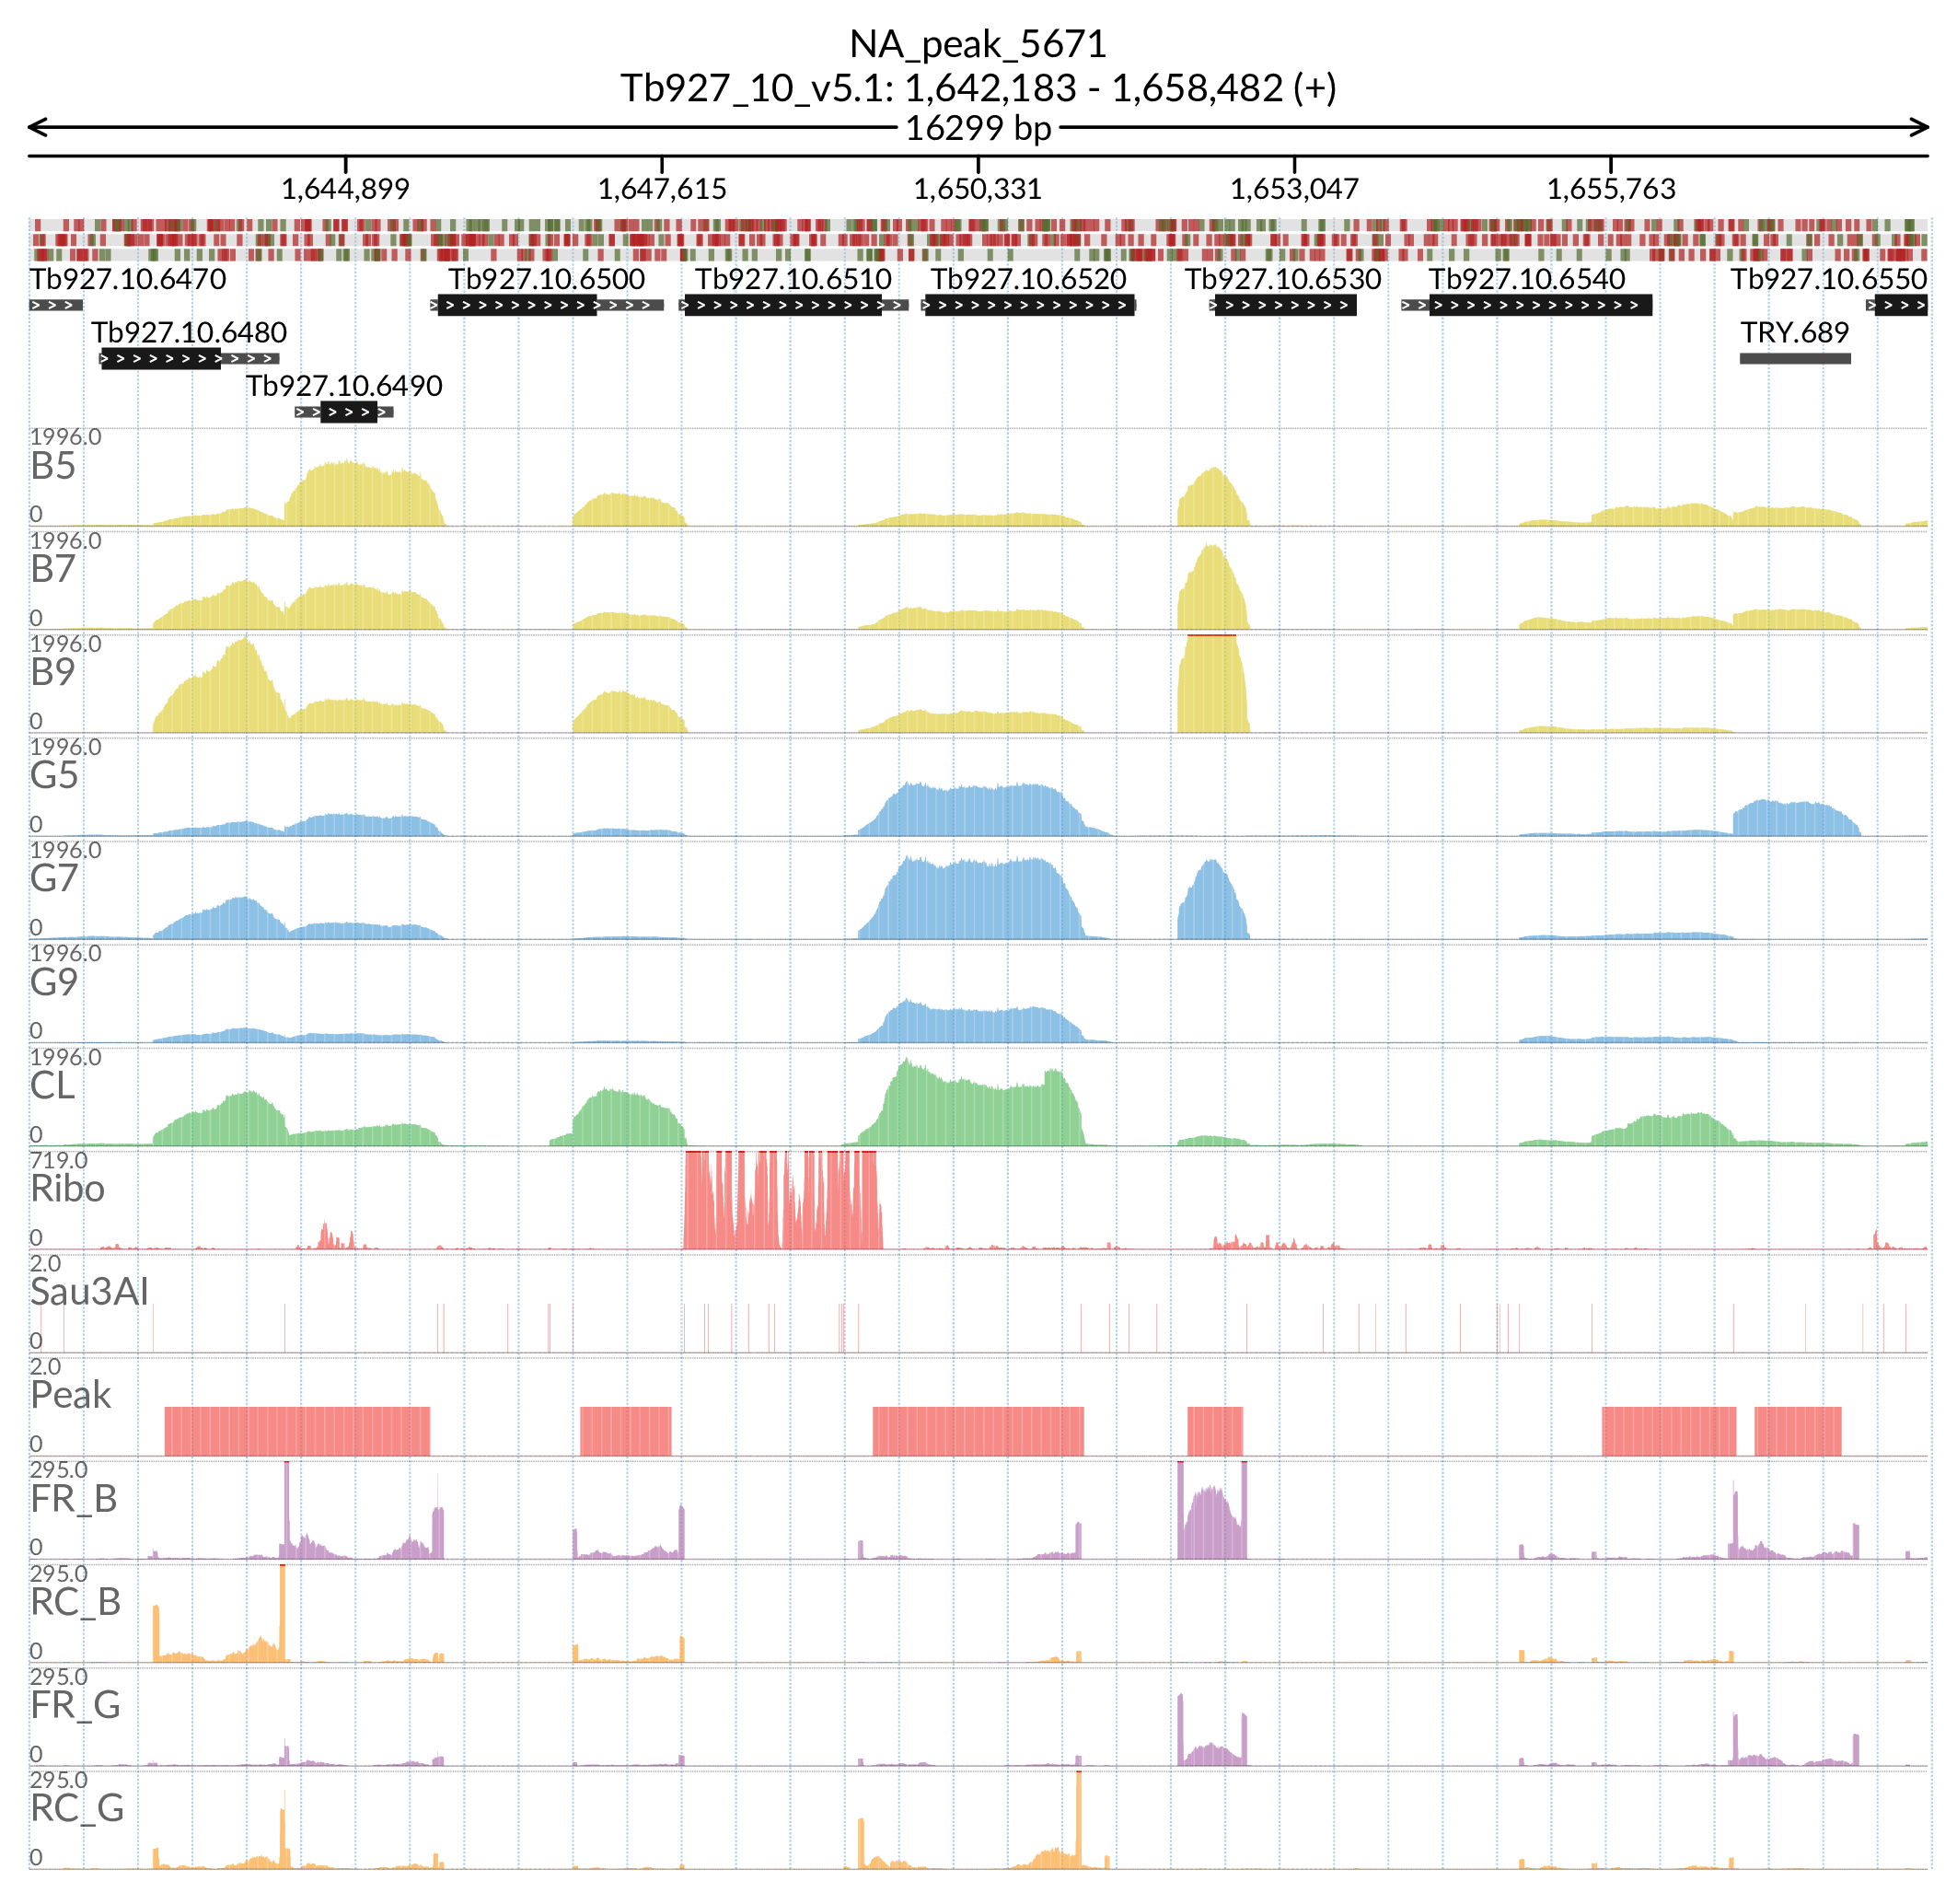 NA_peak_5671
Tb927_10_v5.1: 1,642,183 - 1,658,482 (+)
16299 bp
1,644,899 1,647,615 1,650,331 1,653,047 1,655,763
Tb927.10.6470 Tb927.10.6500 Tb927.10.6510 Tb927.10.6520 Tb927.10.6530 Tb927.10.6540 Tb927.10.6550
Tb927.10.6480 TRY.689
Tb927.10.6490
1996.0
B5
0
1996.0
B7
0
1996.0
B9
0
1996.0
G5
0
1996.0
G7
0
1996.0
G9
0
1996.0
CL
0
719.0
Ribo
0
2.0
Sau3AI
0
2.0
Peak
0
295.0
FR_B
0
295.0
RC_B
0
295.0
FR_G
0
295.0
RC_G
0